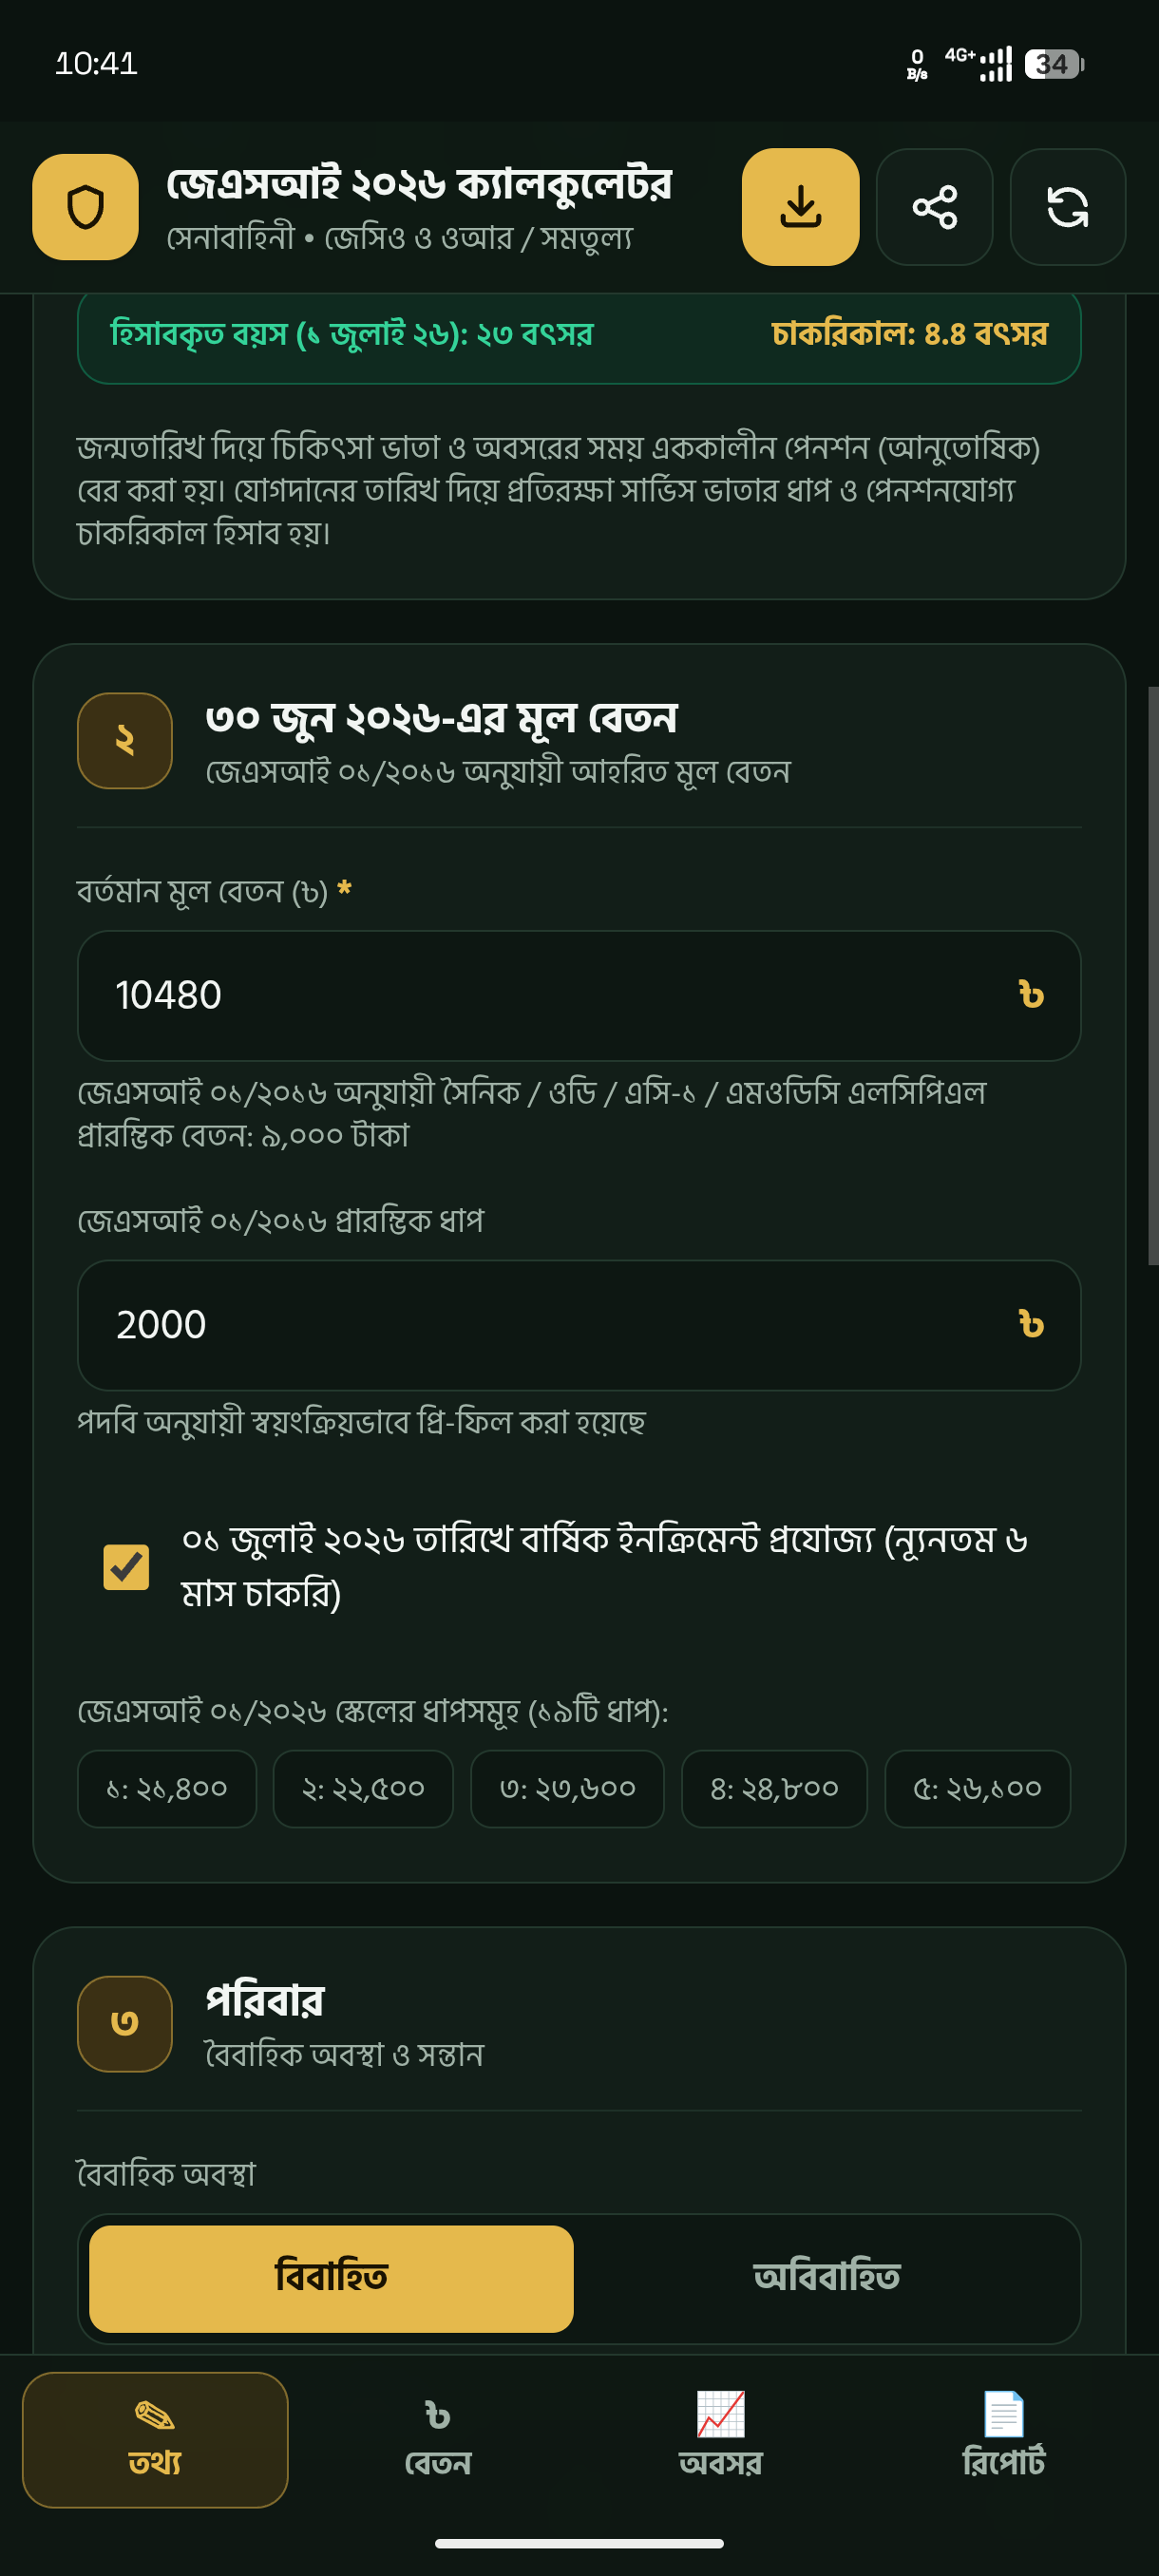 10:41
0 B/s 4G+ 34
জেএসআই ২০২৬ ক্যালকুলেটর
সেনাবাহিনী • জেসিও ও ওআর / সমতুল্য
হিসাবকৃত বয়স (১ জুলাই ২৬): ২৩ বৎসর চাকরিকাল: ৪.৪ বৎসর
জন্মতারিখ দিয়ে চিকিৎসা ভাতা ও অবসরের সময় এককালীন পেনশন (আনুতোষিক)
বের করা হয়। যোগদানের তারিখ দিয়ে প্রতিরক্ষা সার্ভিস ভাতার ধাপ ও পেনশনযোগ্য
চাকরিকাল হিসাব হয়।
২
৩০ জুন ২০২৬-এর মূল বেতন
জেএসআই ০১/২০১৬ অনুযায়ী আহরিত মূল বেতন
বর্তমান মূল বেতন (৳) *
10480 ৳
জেএসআই ০১/২০১৬ অনুযায়ী সৈনিক / ওডি / এসি-১ / এমওডিসি এলসিপিএল
প্রারম্ভিক বেতন: ৯,০০০ টাকা
জেএসআই ০১/২০১৬ প্রারম্ভিক ধাপ
2000 ৳
পদবি অনুযায়ী স্বয়ংক্রিয়ভাবে প্রি-ফিল করা হয়েছে
০১ জুলাই ২০২৬ তারিখে বার্ষিক ইনক্রিমেন্ট প্রযোজ্য (ন্যূনতম ৬
মাস চাকরি)
জেএসআই ০১/২০২৬ স্কেলের ধাপসমূহ (১৯টি ধাপ):
১: ২১,৪০০ ২: ২২,৫০০ ৩: ২৩,৬০০ ৪: ২৪,৮০০ ৫: ২৬,১০০
৩
পরিবার
বৈবাহিক অবস্থা ও সন্তান
বৈবাহিক অবস্থা
বিবাহিত অবিবাহিত
৳
তথ্য বেতন অবসর রিপোর্ট